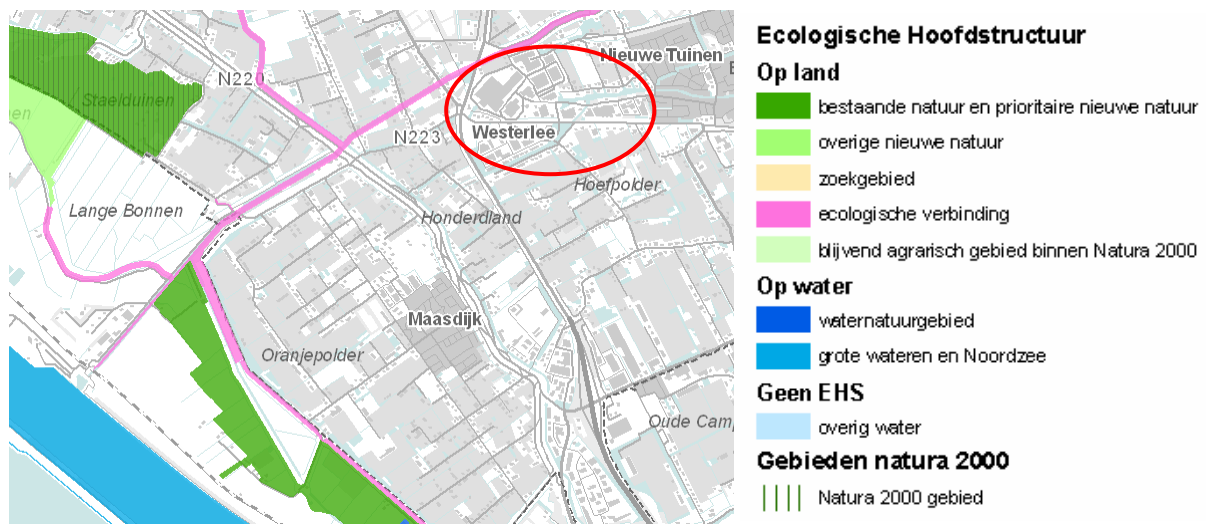 Nieuwe Tuinen
N220
Staelduinen
N223
Westerlee
Hoefpolder
Lange Bonnen
Honderdland
Maasdijk
Oranjepolder
Oude Camp
Ecologische Hoofdstructuur
Op land
bestaande natuur en prioritaire nieuwe natuur
overige nieuwe natuur
zoekgebied
ecologische verbinding
blijvend agrarisch gebied binnen Natura 2000
Op water
waternatuurgebied
grote wateren en Noordzee
Geen EHS
overig water
Gebieden natura 2000
Natura 2000 gebied